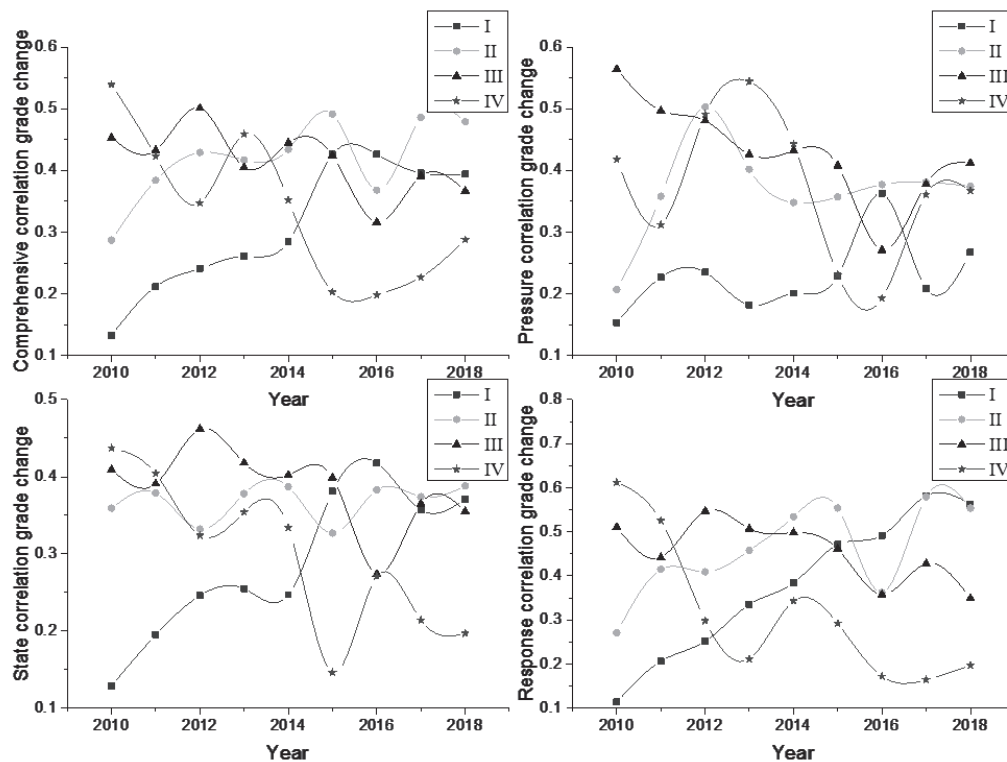 I
II
III
IV
Comprehensive correlation grade change
0.6
0.5
0.4
0.3
0.2
0.1
2010
2012
2014
2016
2018
Year
I
II
III
IV
Pressure correlation grade change
0.6
0.5
0.4
0.3
0.2
0.1
2010
2012
2014
2016
2018
Year
I
II
III
IV
State correlation grade change
0.5
0.4
0.3
0.2
0.1
2010
2012
2014
2016
2018
Year
I
II
III
IV
Response correlation grade change
0.8
0.7
0.6
0.5
0.4
0.3
0.2
0.1
2010
2012
2014
2016
2018
Year